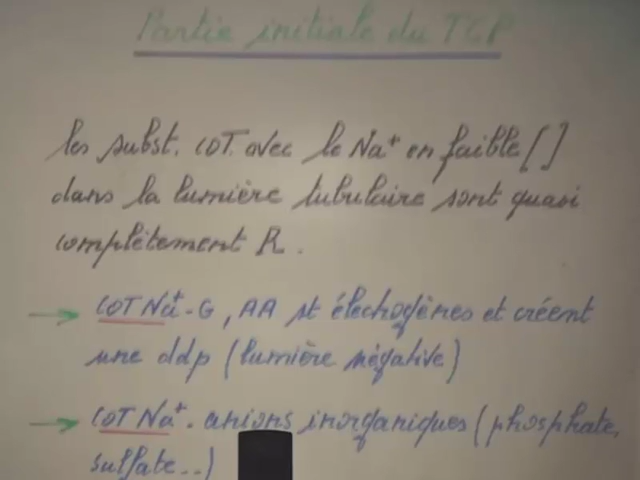 Partie initiale du TCP
les subst. COT. avec le Na⁺ en faible []
dans la lumière tubulaire sont quasi
complètement R.
→ COT Na⁺-G, AA st électrogènes et créent
une ddp (lumière négative)
→ COT Na⁺. anions inorganiques (phosphate,
sulfate..)